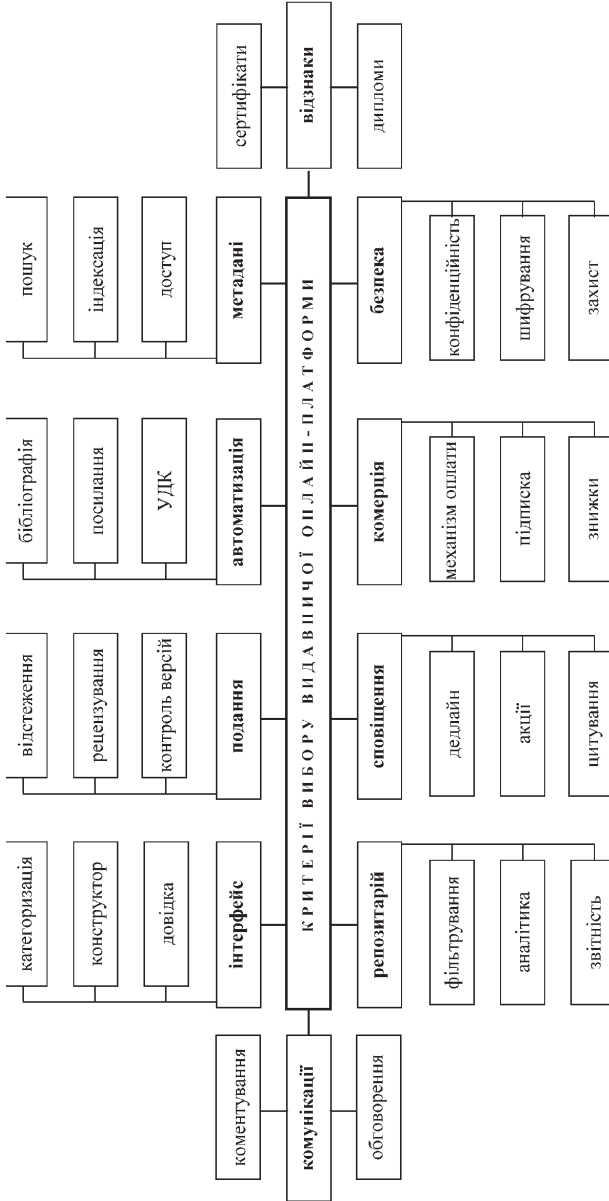 категоризація
відстеження
бібліографія
пошук
конструктор
рецензування
посилання
індексація
довідка
контроль версій
УДК
доступ
коментування
інтерфейс
подання
автоматизація
метадані
сертифікати
комунікації
КРИТЕРІЇ ВИБОРУ ВИДАВНИЧОЇ ОНЛАЙН-ПЛАТФОРМИ
відзнаки
обговорення
репозитарій
сповіщення
комерція
безпека
дипломи
фільтрування
дедлайн
механізм оплати
конфіденційність
аналітика
акції
підписка
шифрування
звітність
цитування
знижки
захист